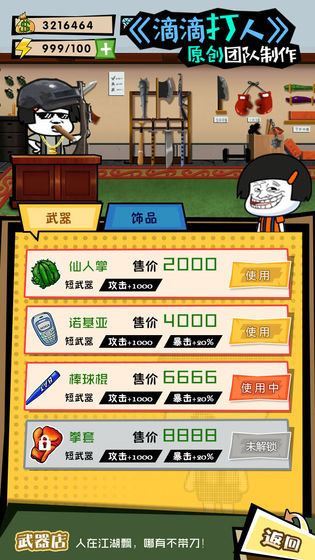 3216464
999/100
《滴滴打人》
原创团队制作
武器
饰品
仙人掌 售价 2000
短武器 攻击+1000
使用
诺基亚 售价 4000
短武器 攻击+1000 暴击+20%
使用
棒球棍 售价 6666
短武器 攻击+1000 暴击+20%
使用中
拳套 售价 8888
短武器 攻击+1000 暴击+20%
未解锁
武器店
人在江湖飘，哪有不带刀！
返回